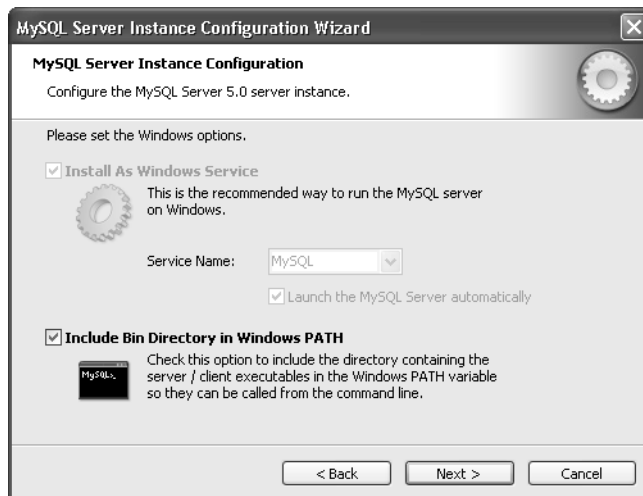 MySQL Server Instance Configuration Wizard
MySQL Server Instance Configuration
Configure the MySQL Server 5.0 server instance.
Please set the Windows options.
Install As Windows Service
This is the recommended way to run the MySQL server
on Windows.
Service Name:
MySQL
Launch the MySQL Server automatically
Include Bin Directory in Windows PATH
MySQL>_
Check this option to include the directory containing the
server / client executables in the Windows PATH variable
so they can be called from the command line.
< Back
Next >
Cancel